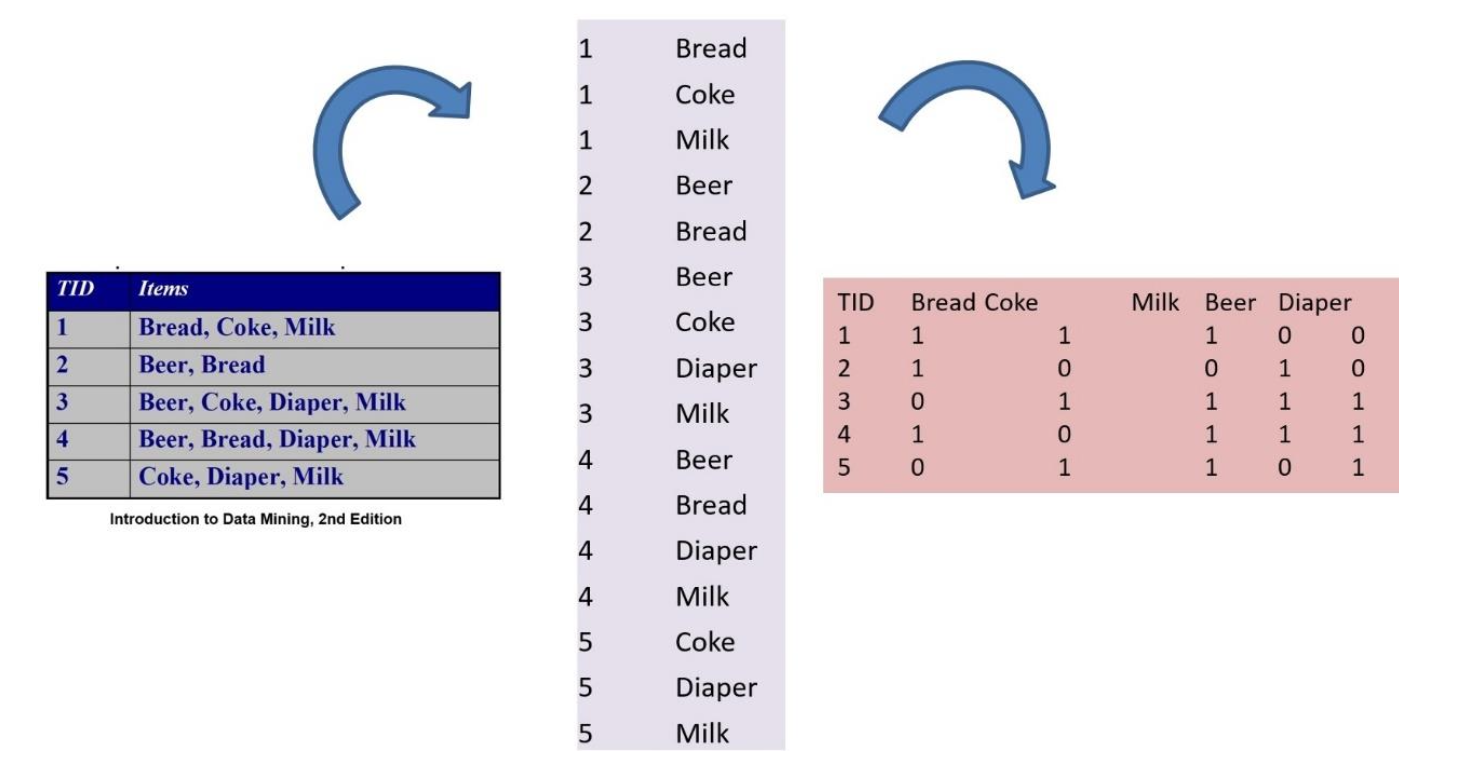 TID Items
1 Bread, Coke, Milk
2 Beer, Bread
3 Beer, Coke, Diaper, Milk
4 Beer, Bread, Diaper, Milk
5 Coke, Diaper, Milk
Introduction to Data Mining, 2nd Edition
1 Bread
1 Coke
1 Milk
2 Beer
2 Bread
3 Beer
3 Coke
3 Diaper
3 Milk
4 Beer
4 Bread
4 Diaper
4 Milk
5 Coke
5 Diaper
5 Milk
TID Bread Coke Milk Beer Diaper
1 1 1 1 0 0
2 1 0 0 1 0
3 0 1 1 1 1
4 1 0 1 1 1
5 0 1 1 0 1